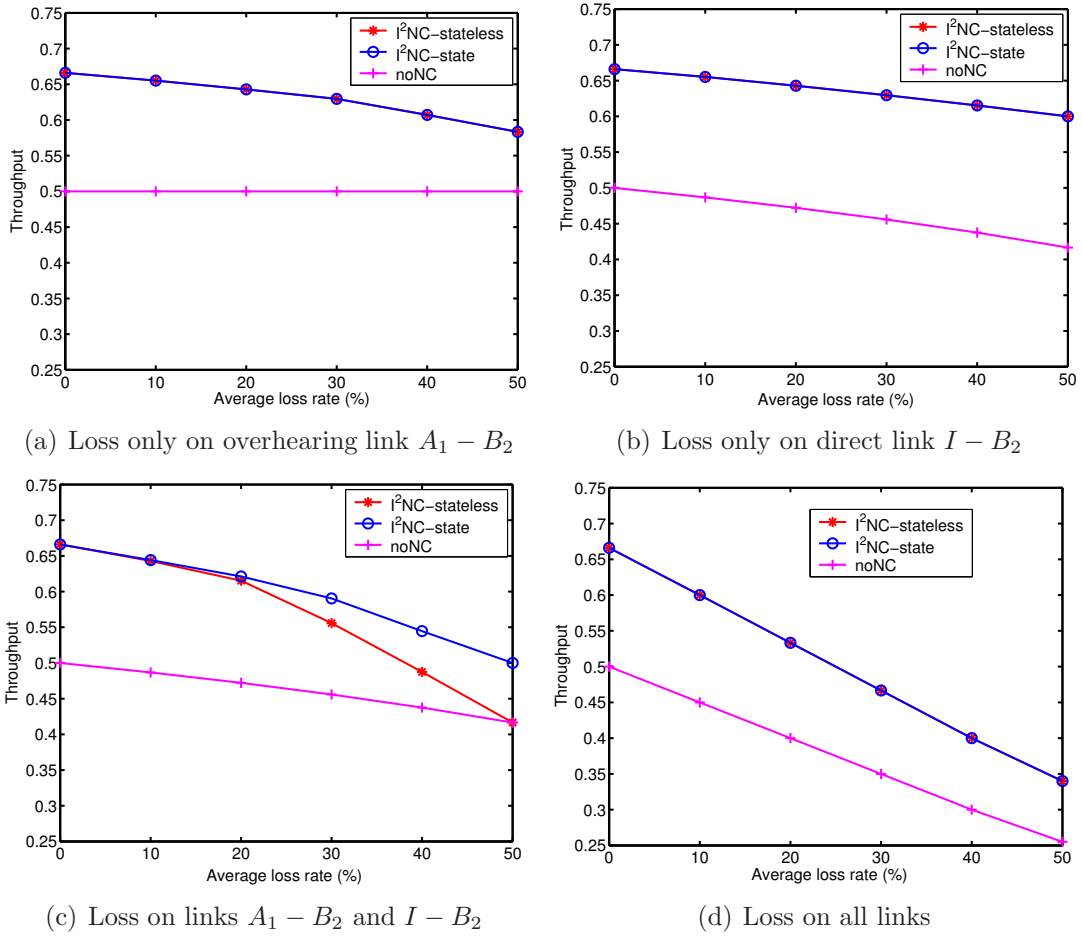 0.75
0.7
0.65
0.6
0.55
0.5
0.45
0.4
0.35
0.3
0.25
Throughput
0 10 20 30 40 50
Average loss rate (%)
I²NC−stateless
I²NC−state
noNC
(a) Loss only on overhearing link A₁ − B₂
0.75
0.7
0.65
0.6
0.55
0.5
0.45
0.4
0.35
0.3
0.25
Throughput
0 10 20 30 40 50
Average loss rate (%)
I²NC−stateless
I²NC−state
noNC
(b) Loss only on direct link I − B₂
0.75
0.7
0.65
0.6
0.55
0.5
0.45
0.4
0.35
0.3
0.25
Throughput
0 10 20 30 40 50
Average loss rate (%)
I²NC−stateless
I²NC−state
noNC
(c) Loss on links A₁ − B₂ and I − B₂
0.75
0.7
0.65
0.6
0.55
0.5
0.45
0.4
0.35
0.3
0.25
Throughput
0 10 20 30 40 50
Average loss rate (%)
I²NC−stateless
I²NC−state
noNC
(d) Loss on all links